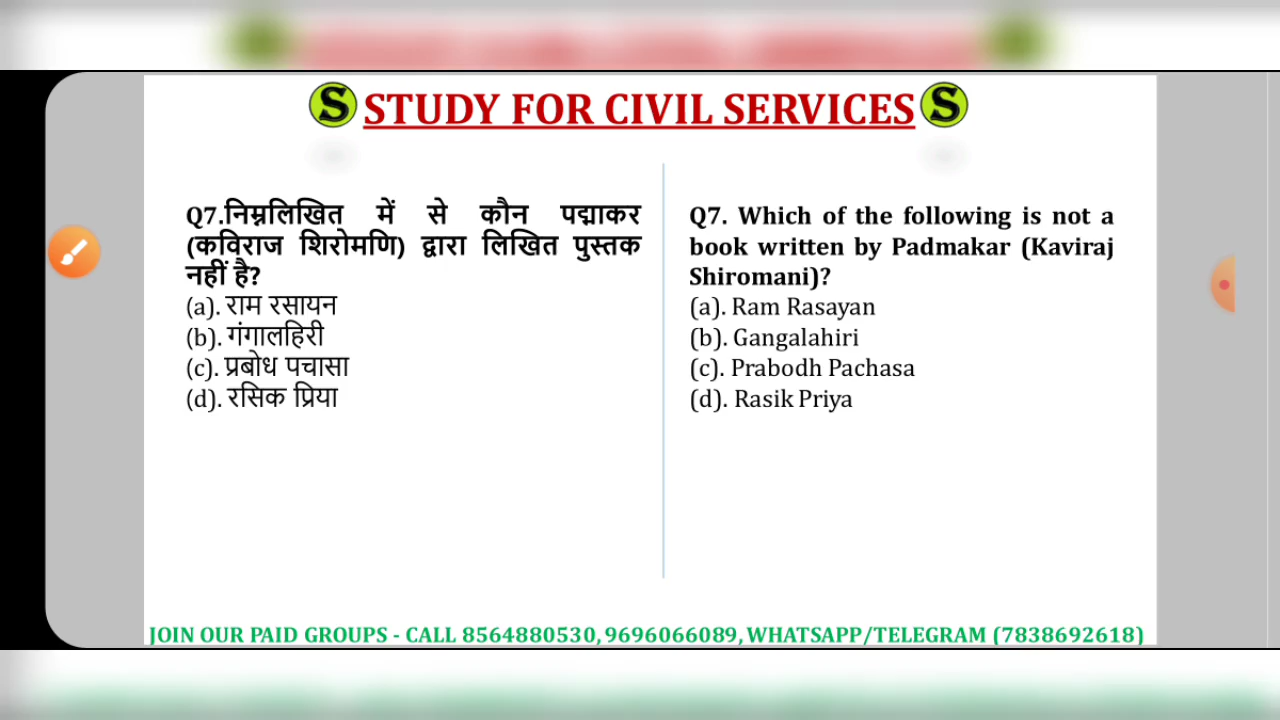 S STUDY FOR CIVIL SERVICES S
Q7.निम्नलिखित में से कौन पद्माकर
(कविराज शिरोमणि) द्वारा लिखित पुस्तक
नहीं है?
(a). राम रसायन
(b). गंगालहिरी
(c). प्रबोध पचासा
(d). रसिक प्रिया
Q7. Which of the following is not a
book written by Padmakar (Kaviraj
Shiromani)?
(a). Ram Rasayan
(b). Gangalahiri
(c). Prabodh Pachasa
(d). Rasik Priya
JOIN OUR PAID GROUPS - CALL 8564880530, 9696066089, WHATSAPP/TELEGRAM (7838692618)